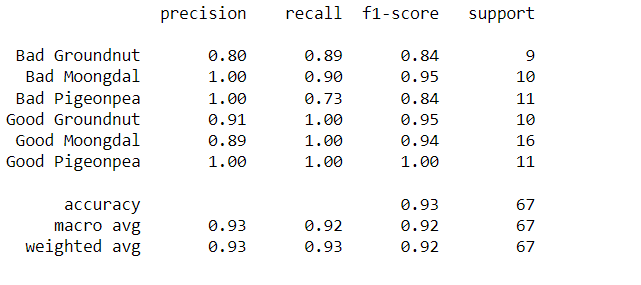 precision recall f1-score support
Bad Groundnut 0.80 0.89 0.84 9
Bad Moongdal 1.00 0.90 0.95 10
Bad Pigeonpea 1.00 0.73 0.84 11
Good Groundnut 0.91 1.00 0.95 10
Good Moongdal 0.89 1.00 0.94 16
Good Pigeonpea 1.00 1.00 1.00 11
accuracy 0.93 67
macro avg 0.93 0.92 0.92 67
weighted avg 0.93 0.93 0.92 67